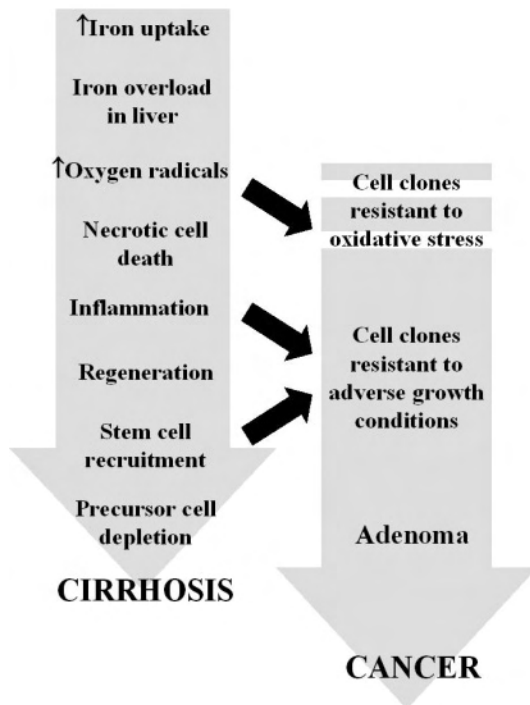 ↑Iron uptake
Iron overload
in liver
↑Oxygen radicals
Necrotic cell
death
Inflammation
Regeneration
Stem cell
recruitment
Precursor cell
depletion
CIRRHOSIS
Cell clones
resistant to
oxidative stress
Cell clones
resistant to
adverse growth
conditions
Adenoma
CANCER